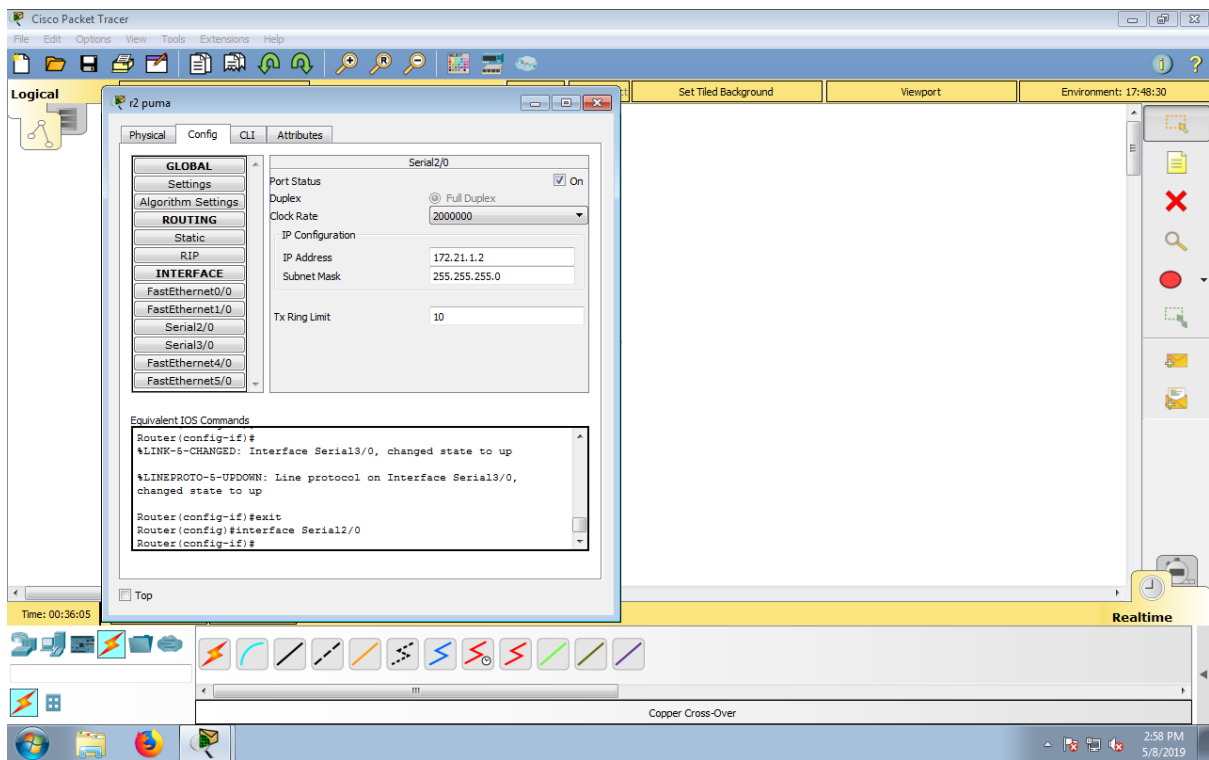 Cisco Packet Tracer
File Edit Options View Tools Extensions Help
Logical
Set Tiled Background
Viewport
Environment: 17:48:30
r2 puma
Physical Config CLI Attributes
GLOBAL
Settings
Algorithm Settings
ROUTING
Static
RIP
INTERFACE
FastEthernet0/0
FastEthernet1/0
Serial2/0
Serial3/0
FastEthernet4/0
FastEthernet5/0
Serial2/0
Port Status On
Duplex Full Duplex
Clock Rate 2000000
IP Configuration
IP Address 172.21.1.2
Subnet Mask 255.255.255.0
Tx Ring Limit 10
Equivalent IOS Commands
Router(config-if)#
%LINK-5-CHANGED: Interface Serial3/0, changed state to up
%LINEPROTO-5-UPDOWN: Line protocol on Interface Serial3/0,
changed state to up
Router(config-if)#exit
Router(config)#interface Serial2/0
Router(config-if)#
Top
Time: 00:36:05
Realtime
Copper Cross-Over
2:58 PM
5/8/2019